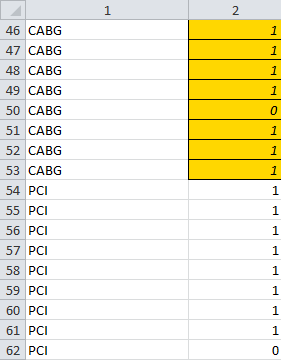 1 2
46 CABG 1
47 CABG 1
48 CABG 1
49 CABG 1
50 CABG 0
51 CABG 1
52 CABG 1
53 CABG 1
54 PCI 1
55 PCI 1
56 PCI 1
57 PCI 1
58 PCI 1
59 PCI 1
60 PCI 1
61 PCI 1
62 PCI 0